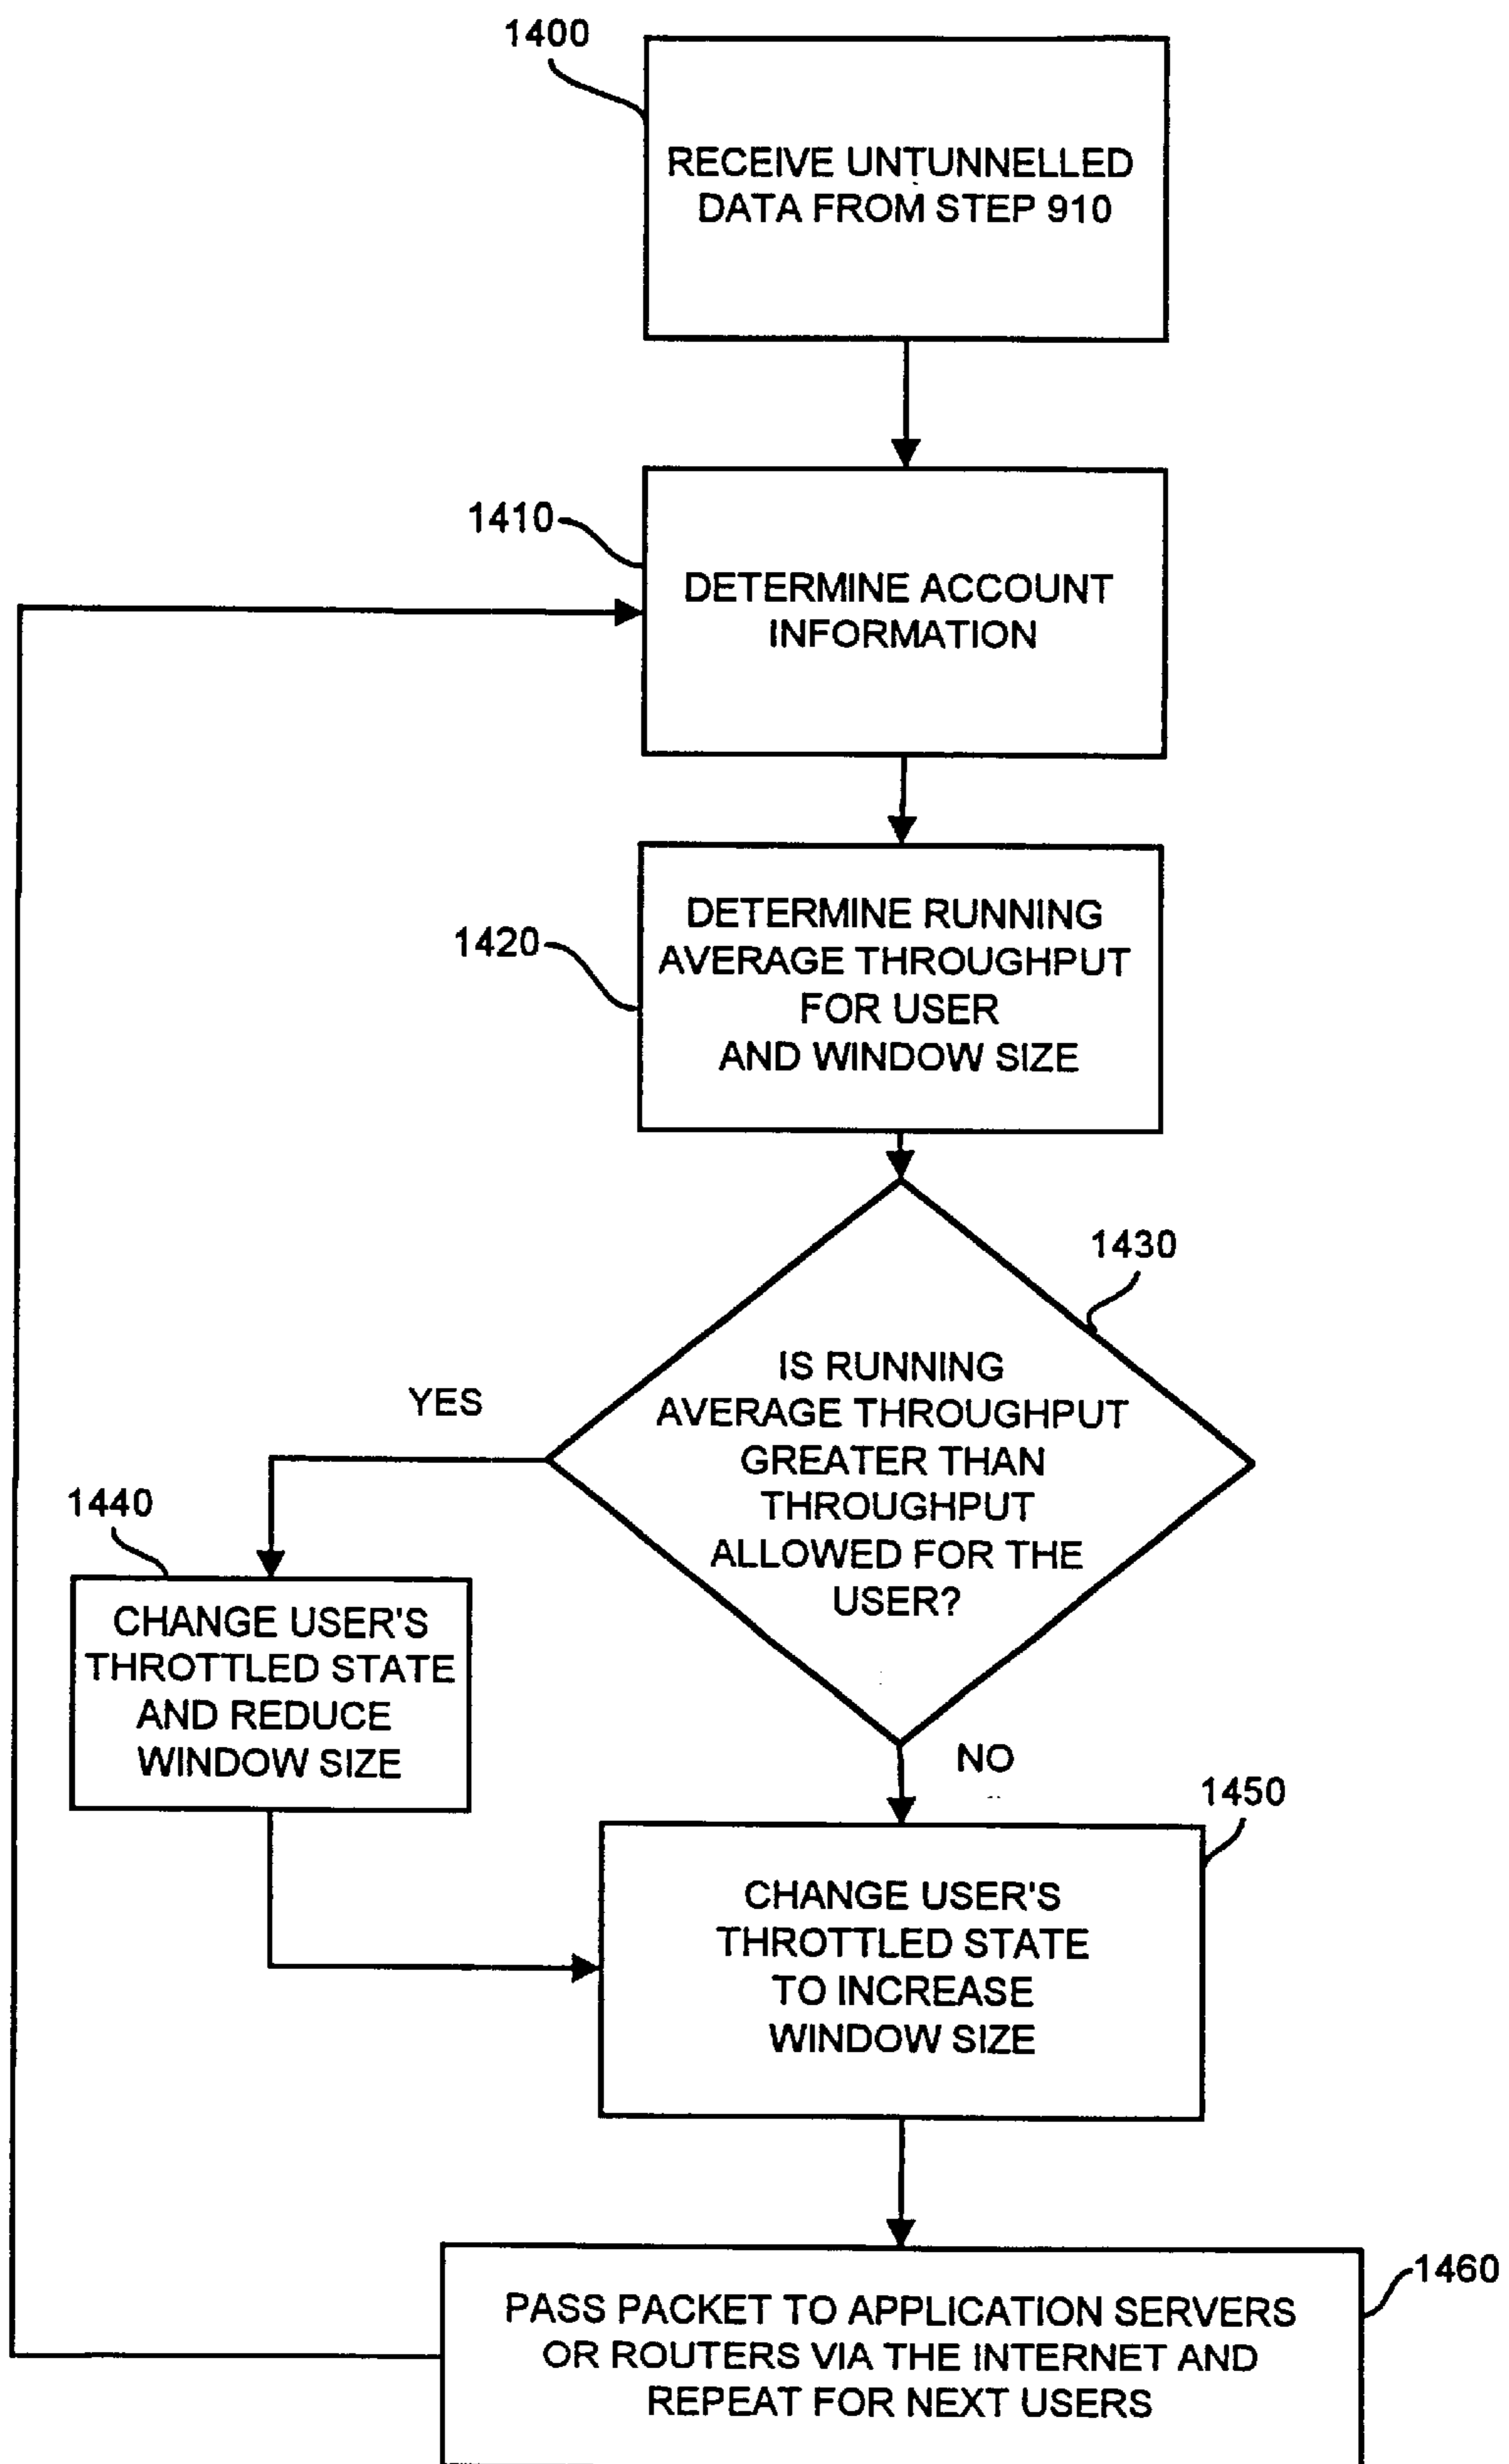 1400
RECEIVE UNTUNNELLED
DATA FROM STEP 910
1410
DETERMINE ACCOUNT
INFORMATION
1420
DETERMINE RUNNING
AVERAGE THROUGHPUT
FOR USER
AND WINDOW SIZE
1430
IS RUNNING
AVERAGE THROUGHPUT
GREATER THAN
THROUGHPUT
ALLOWED FOR THE
USER?
YES
1440
CHANGE USER'S
THROTTLED STATE
AND REDUCE
WINDOW SIZE
NO
1450
CHANGE USER'S
THROTTLED STATE
TO INCREASE
WINDOW SIZE
1460
PASS PACKET TO APPLICATION SERVERS
OR ROUTERS VIA THE INTERNET AND
REPEAT FOR NEXT USERS